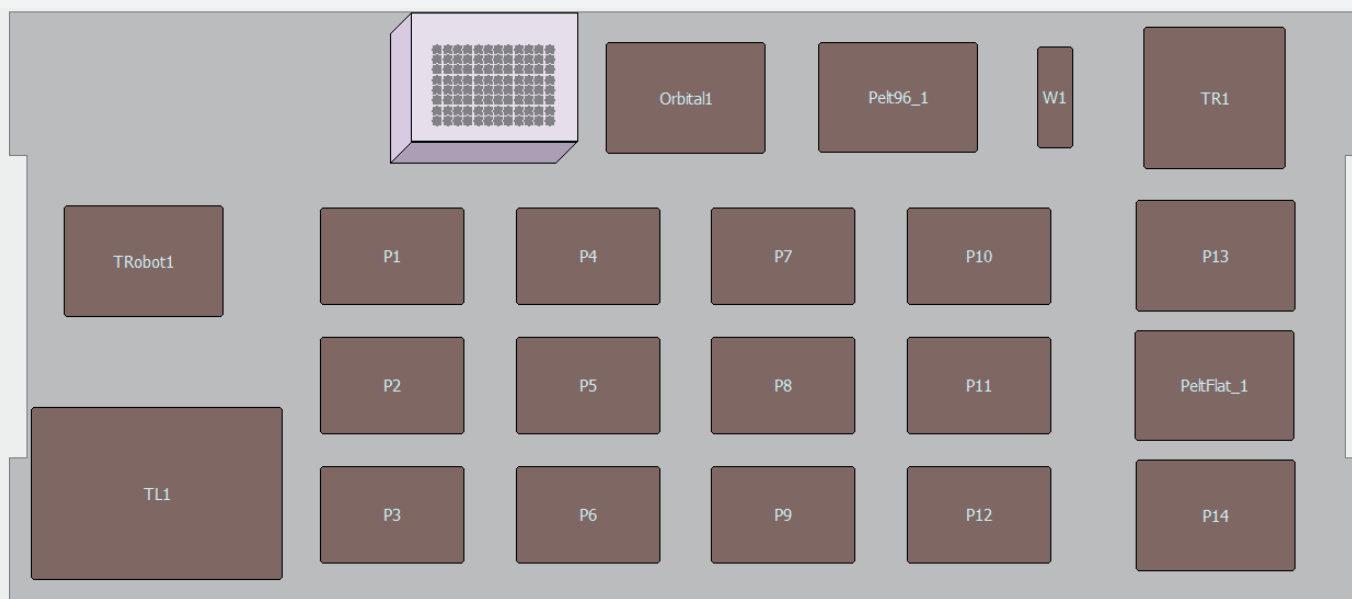 Orbital1
Pelt96_1
W1
TR1
TRobot1
P1
P4
P7
P10
P13
P2
P5
P8
P11
PeltFlat_1
TL1
P3
P6
P9
P12
P14